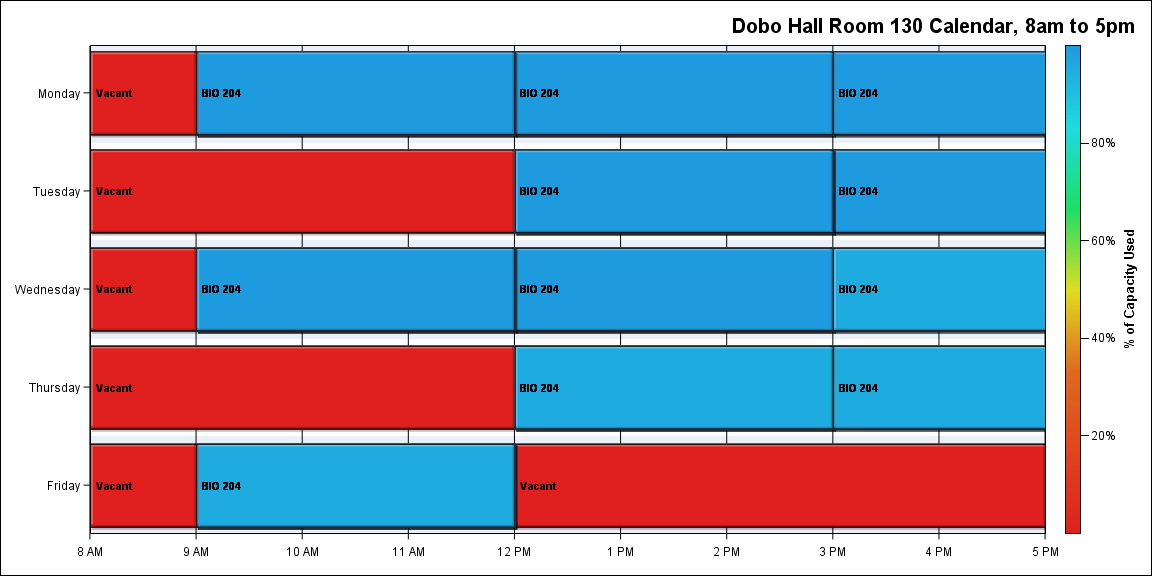 Dobo Hall Room 130 Calendar, 8am to 5pm
Monday
Vacant
BIO 204
BIO 204
BIO 204
Tuesday
Vacant
BIO 204
BIO 204
Wednesday
Vacant
BIO 204
BIO 204
BIO 204
Thursday
Vacant
BIO 204
BIO 204
Friday
Vacant
BIO 204
Vacant
8 AM
9 AM
10 AM
11 AM
12 PM
1 PM
2 PM
3 PM
4 PM
5 PM
80%
60%
40%
20%
% of Capacity Used